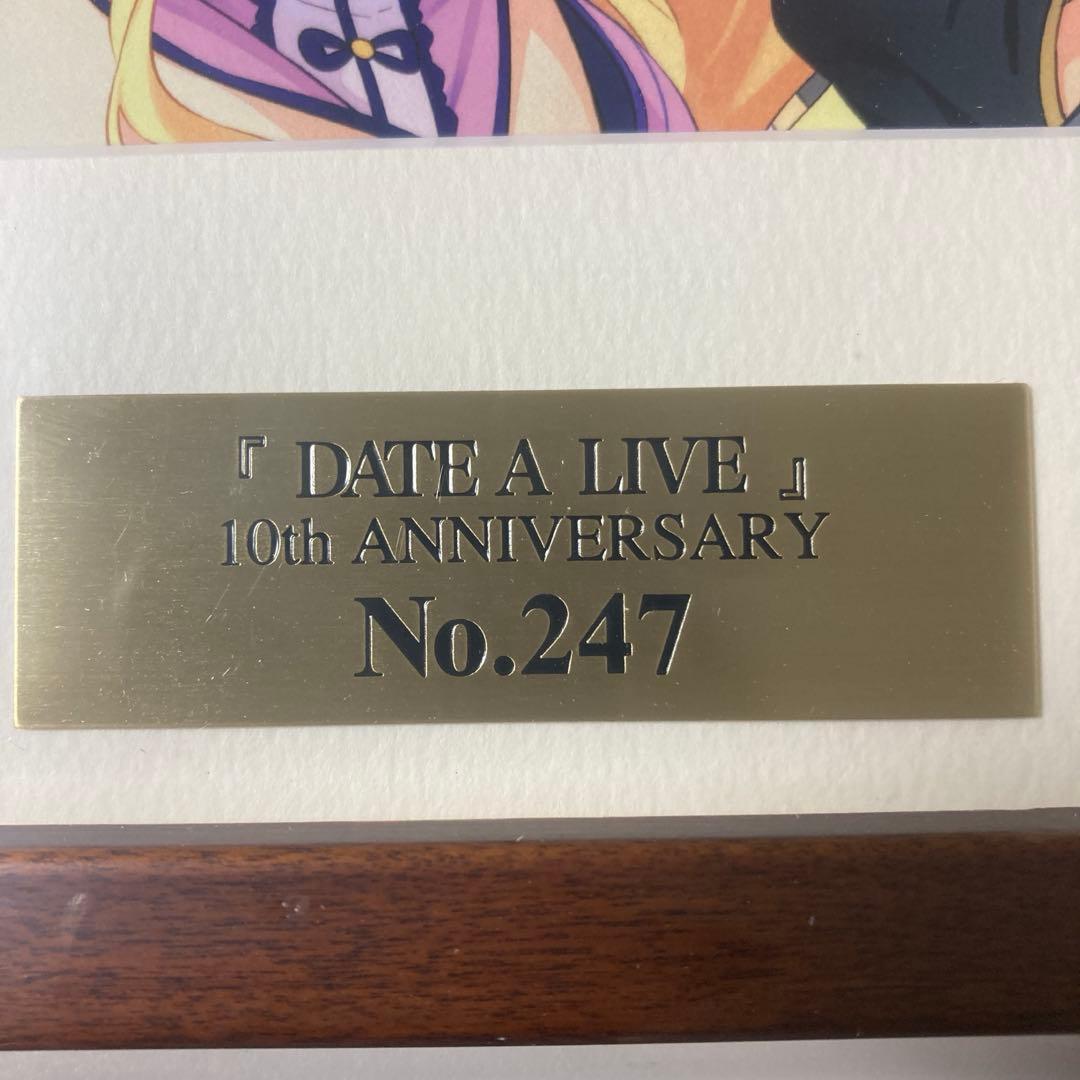 『 DATE A LIVE 』
10th ANNIVERSARY
No.247